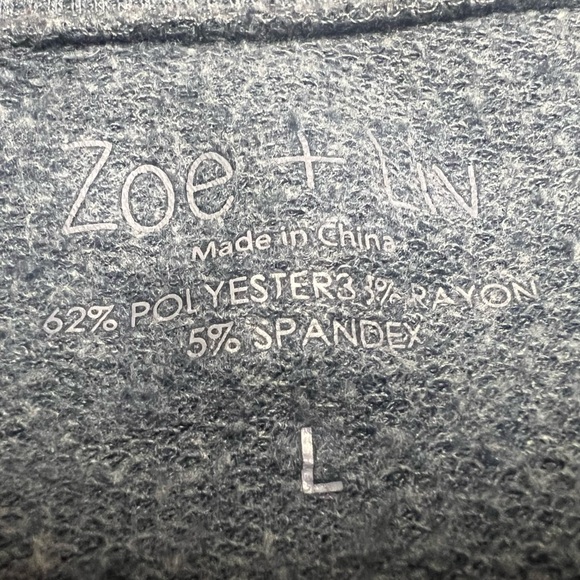 Zoe + Liv
Made in China
62% POLYESTER33% RAYON
5% SPANDEX
L